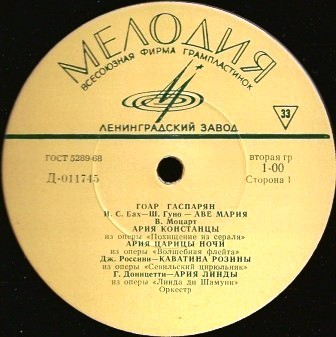 МЕЛОДИЯ
ВСЕСОЮЗНАЯ ФИРМА ГРАМПЛАСТИНОК
33
ЛЕНИНГРАДСКИЙ ЗАВОД
ГОСТ 5289-68
Д-011745
вторая гр
1-00
Сторона 1
ГОАР ГАСПАРЯН
И. С. Бах—Ш. Гуно — АВЕ МАРИЯ
В. Моцарт
АРИЯ КОНСТАНЦЫ
из оперы «Похищение из сераля»
АРИЯ ЦАРИЦЫ НОЧИ
из оперы «Волшебная флейта»
Дж. Россини—КАВАТИНА РОЗИНЫ
из оперы «Севильский цирюльник»
Г. Доницетти—АРИЯ ЛИНДЫ
из оперы «Линда ди Шамуни»
Оркестр